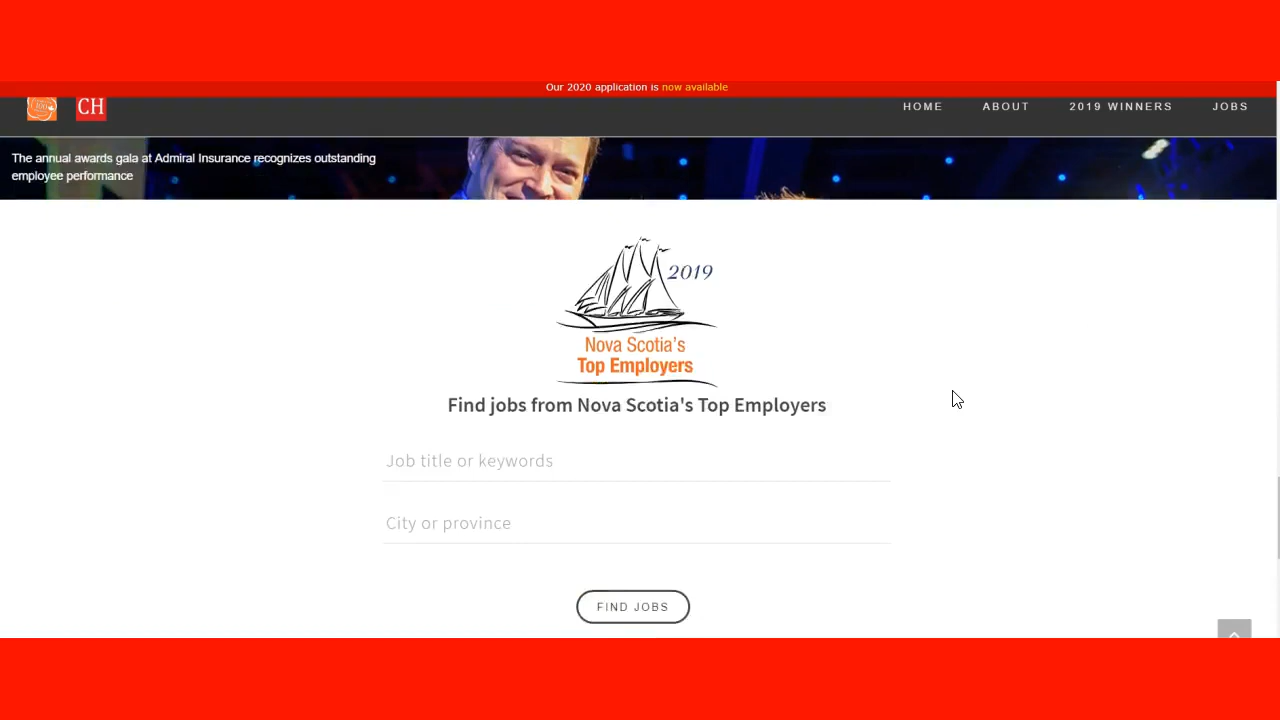 Our 2020 application is now available
CH
HOME ABOUT 2019 WINNERS JOBS
The annual awards gala at Admiral Insurance recognizes outstanding
employee performance
2019
Nova Scotia's
Top Employers
Find jobs from Nova Scotia's Top Employers
Job title or keywords
City or province
FIND JOBS